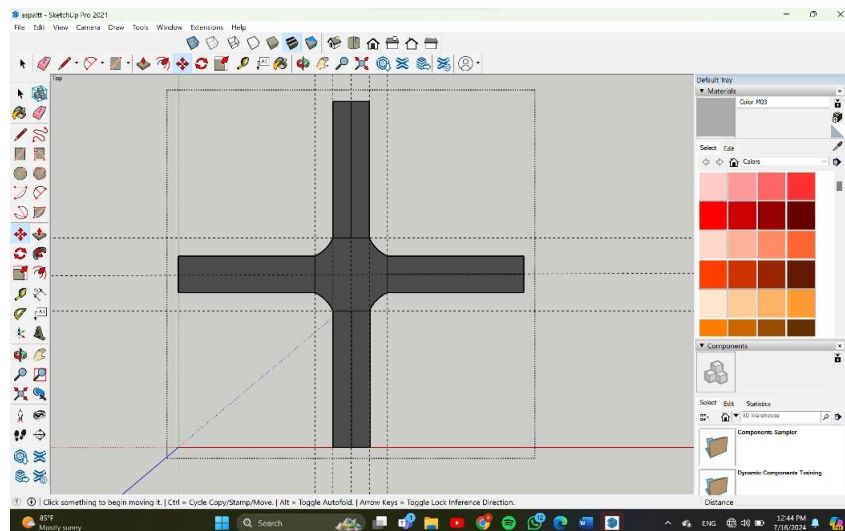 aspaltt - SketchUp Pro 2021
File Edit View Camera Draw Tools Window Extensions Help
Top
Default Tray
Materials
Color M03
Select Edit
Colors
Components
Select Edit Statistics
3D Warehouse
Components Sampler
Dynamic Components Training
Click something to begin moving it. | Ctrl = Cycle Copy/Stamp/Move. | Alt = Toggle Autofold. | Arrow Keys = Toggle Lock Inference Direction.
Distance
85°F
Mostly sunny
Search
ENG
12:44 PM
7/16/2024